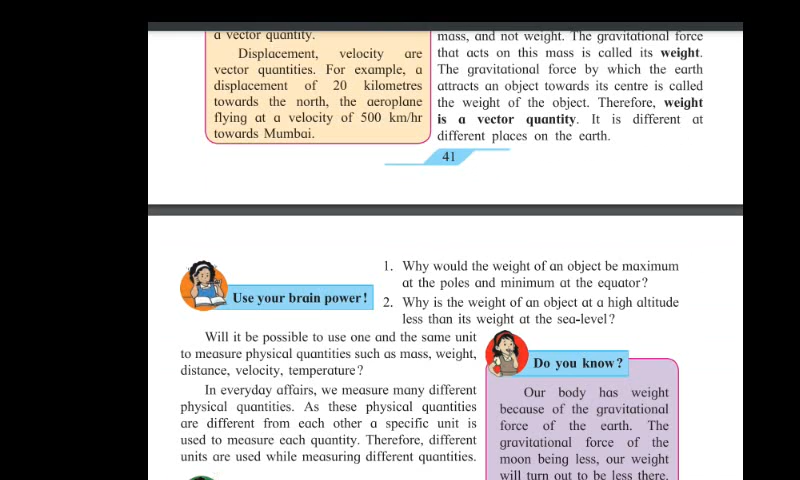 a vector quantity.
Displacement, velocity are
vector quantities. For example, a
displacement of 20 kilometres
towards the north, the aeroplane
flying at a velocity of 500 km/hr
towards Mumbai.
mass, and not weight. The gravitational force
that acts on this mass is called its weight.
The gravitational force by which the earth
attracts an object towards its centre is called
the weight of the object. Therefore, weight
is a vector quantity. It is different at
different places on the earth.
41
Use your brain power!
1. Why would the weight of an object be maximum
at the poles and minimum at the equator?
2. Why is the weight of an object at a high altitude
less than its weight at the sea-level?
Will it be possible to use one and the same unit
to measure physical quantities such as mass, weight,
distance, velocity, temperature?
In everyday affairs, we measure many different
physical quantities. As these physical quantities
are different from each other a specific unit is
used to measure each quantity. Therefore, different
units are used while measuring different quantities.
Do you know?
Our body has weight
because of the gravitational
force of the earth. The
gravitational force of the
moon being less, our weight
will turn out to be less there.